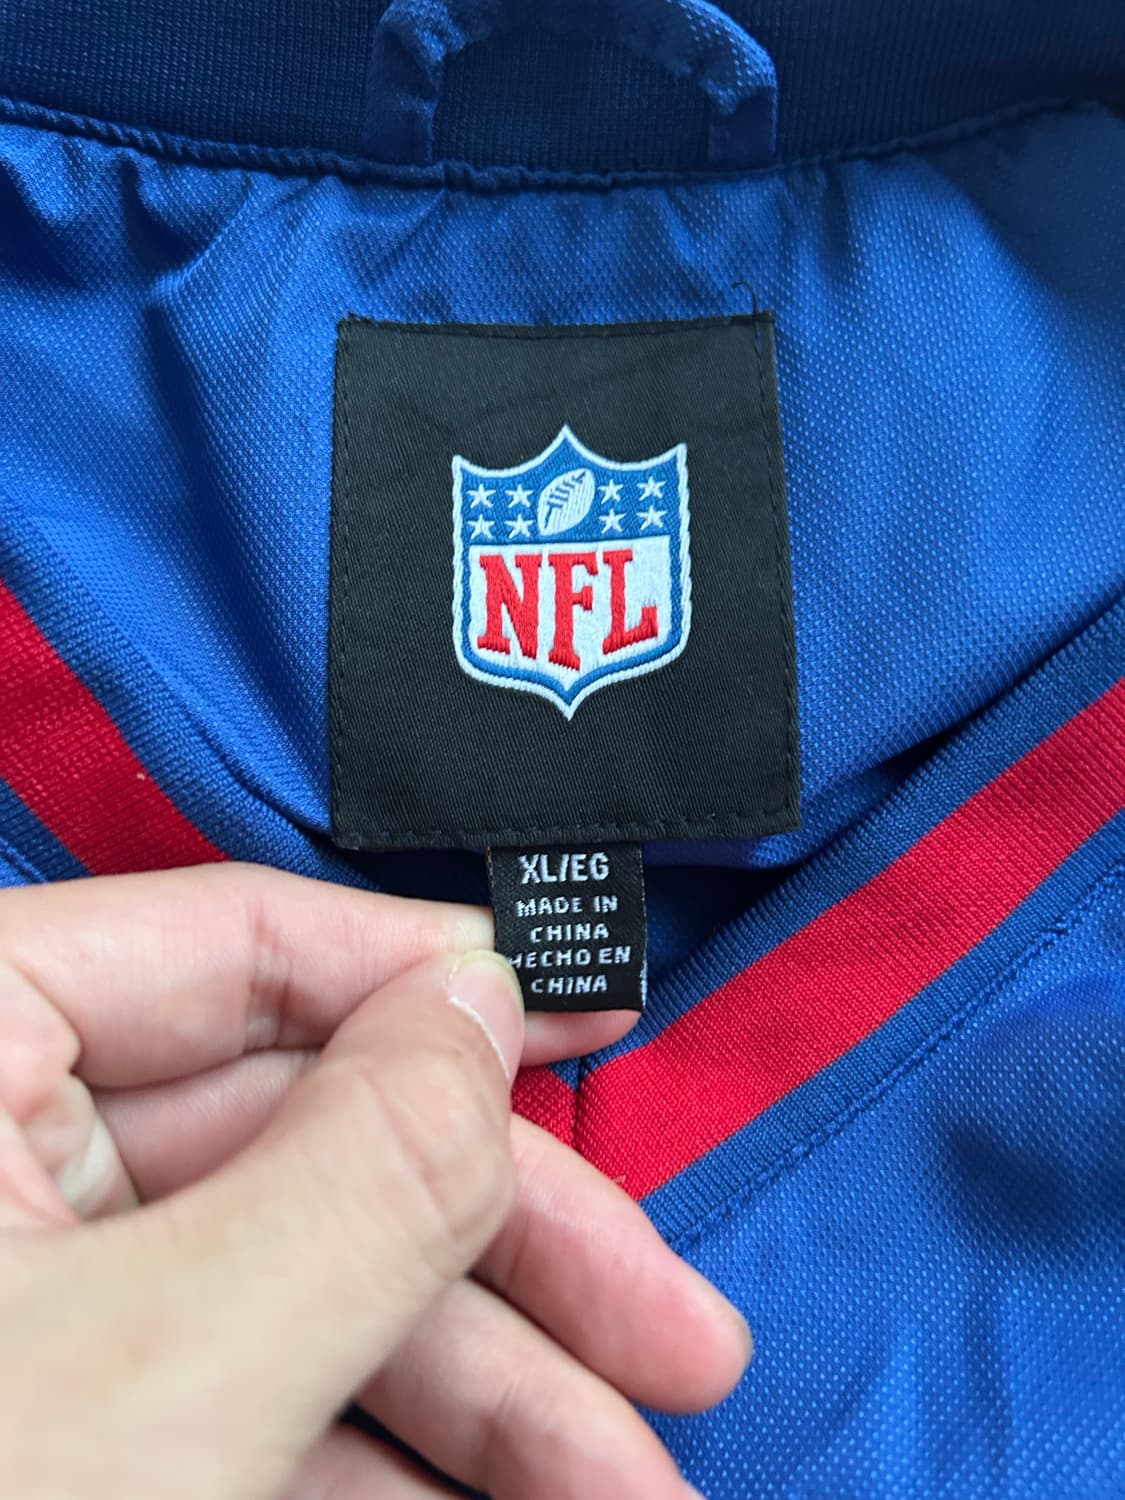 NFL
XL/EG
MADE IN
CHINA
HECHO EN
CHINA